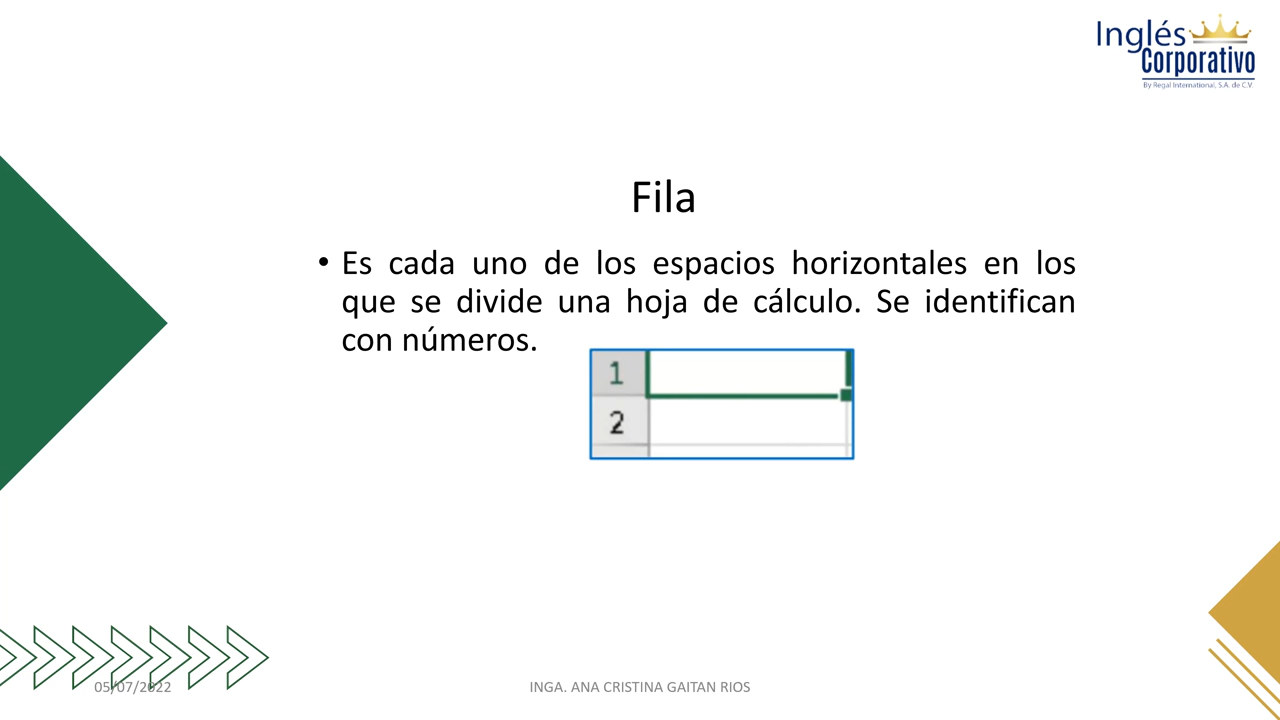 Inglés
Corporativo
By Regal International, S.A. de C.V.
Fila
• Es cada uno de los espacios horizontales en los
que se divide una hoja de cálculo. Se identifican
con números.
1
2
05/07/2022
INGA. ANA CRISTINA GAITAN RIOS